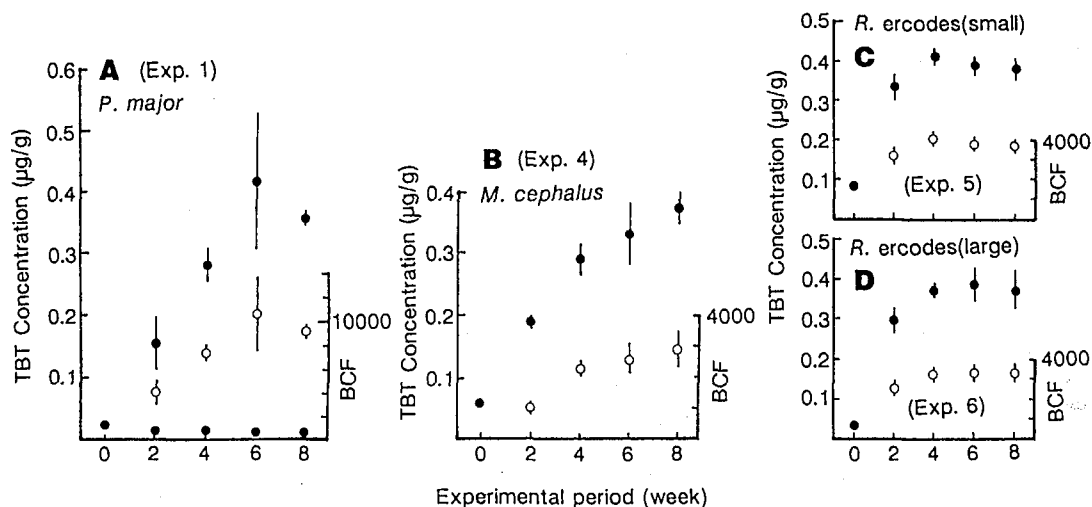 A (Exp. 1)
P. major
TBT Concentration (µg/g)
0.6
0.5
0.4
0.3
0.2
0.1
10000
BCF
0 2 4 6 8
B (Exp. 4)
M. cephalus
TBT Concentration (µg/g)
0.4
0.3
0.2
0.1
4000
BCF
0 2 4 6 8
Experimental period (week)
R. ercodes(small)
C
TBT Concentration (µg/g)
0.5
0.4
0.3
0.2
0.1
4000
BCF
(Exp. 5)
R. ercodes(large)
D
TBT Concentration (µg/g)
0.5
0.4
0.3
0.2
0.1
4000
BCF
(Exp. 6)
0 2 4 6 8